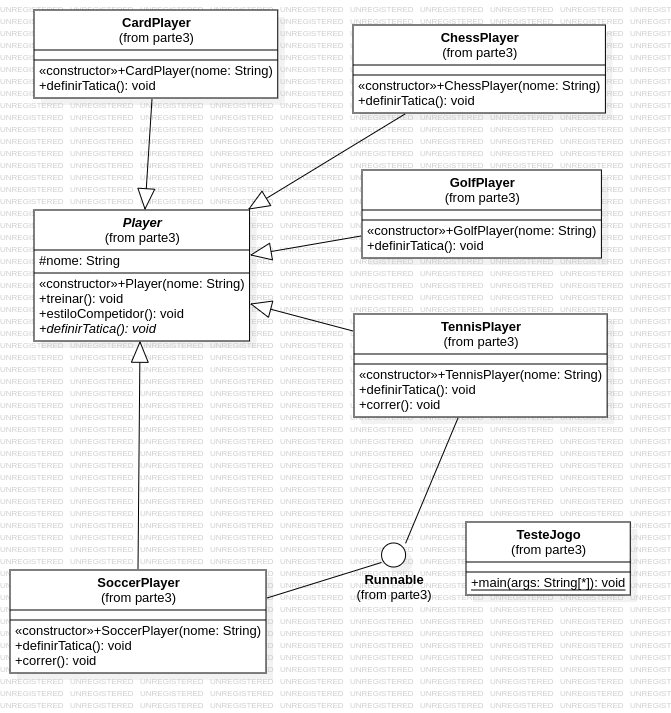 CardPlayer
(from parte3)
«constructor»+CardPlayer(nome: String)
+definirTatica(): void
ChessPlayer
(from parte3)
«constructor»+ChessPlayer(nome: String)
+definirTatica(): void
GolfPlayer
(from parte3)
«constructor»+GolfPlayer(nome: String)
+definirTatica(): void
Player
(from parte3)
#nome: String
«constructor»+Player(nome: String)
+treinar(): void
+estiloCompetidor(): void
+definirTatica(): void
TennisPlayer
(from parte3)
«constructor»+TennisPlayer(nome: String)
+definirTatica(): void
+correr(): void
Runnable
(from parte3)
TesteJogo
(from parte3)
+main(args: String[*]): void
SoccerPlayer
(from parte3)
«constructor»+SoccerPlayer(nome: String)
+definirTatica(): void
+correr(): void
UNREGISTERED